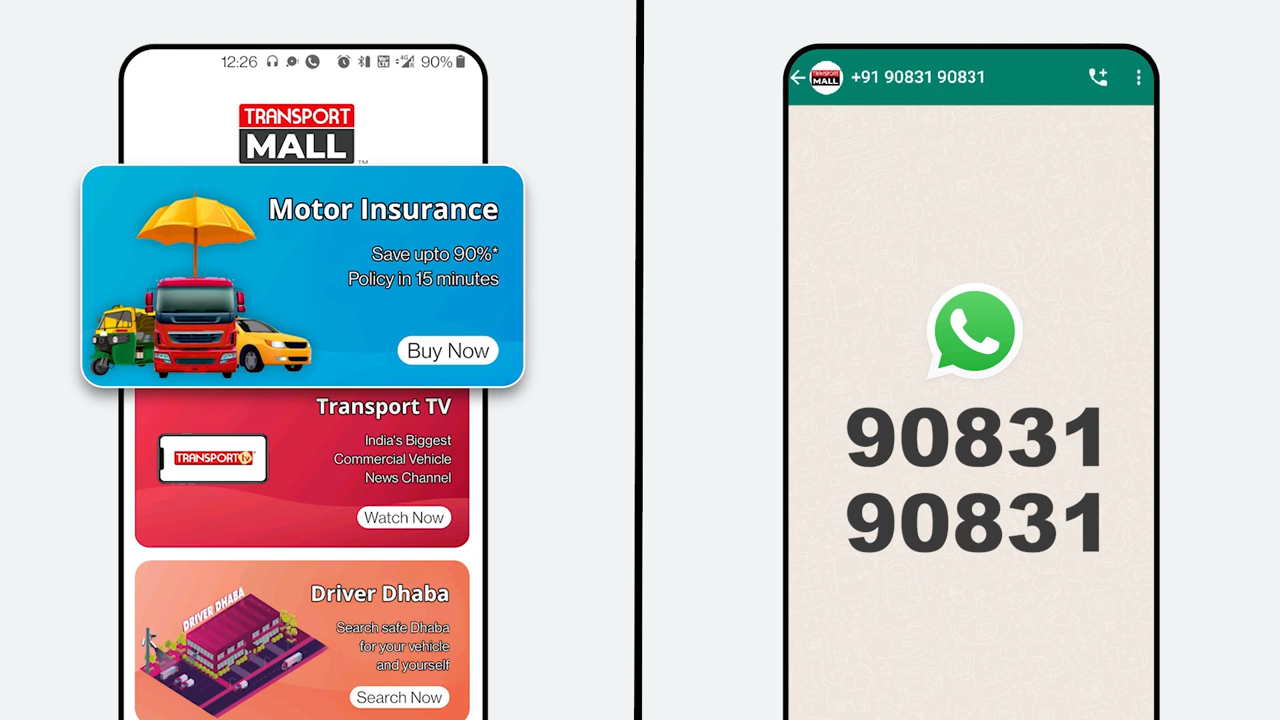 12:26
90%
TRANSPORT
MALL
TM
Motor Insurance
Save upto 90%*
Policy in 15 minutes
Buy Now
Transport TV
India's Biggest
Commercial Vehicle
News Channel
TRANSPORT tv
Watch Now
DRIVER DHABA
Driver Dhaba
Search safe Dhaba
for your vehicle
and yourself
Search Now
TRANSPORT
MALL
+91 90831 90831
90831
90831